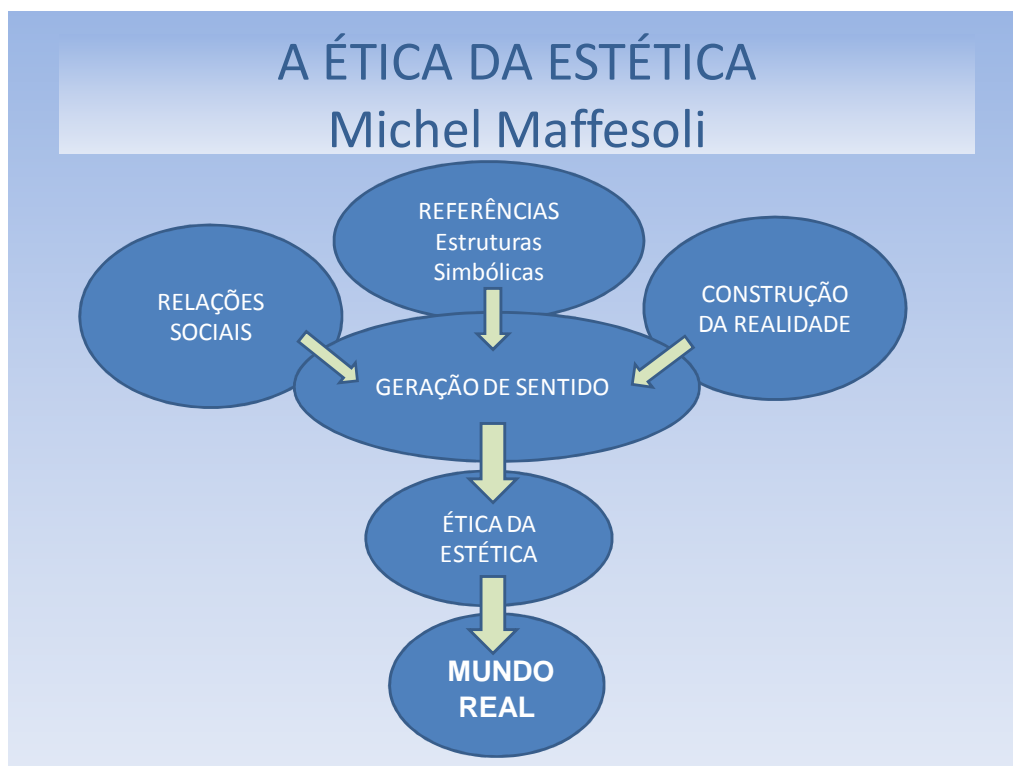 A ÉTICA DA ESTÉTICA
Michel Maffesoli
REFERÊNCIAS
Estruturas
Simbólicas
RELAÇÕES
SOCIAIS
CONSTRUÇÃO
DA REALIDADE
GERAÇÃO DE SENTIDO
ÉTICA DA
ESTÉTICA
MUNDO
REAL